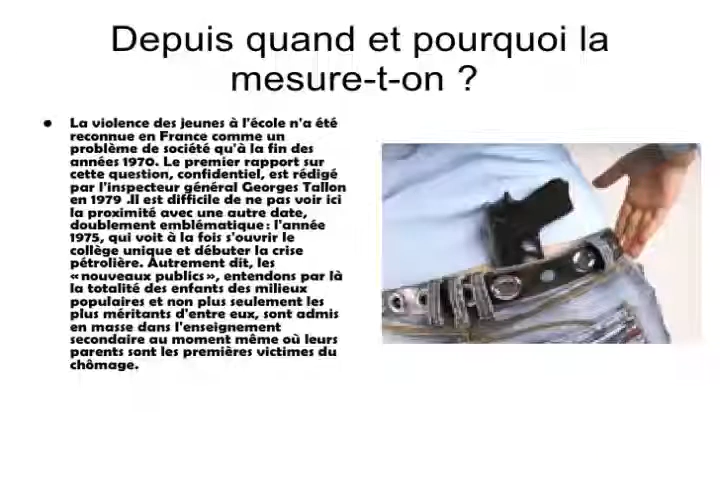 Depuis quand et pourquoi la
mesure-t-on ?
• La violence des jeunes à l'école n'a été
reconnue en France comme un
problème de société qu'à la fin des
années 1970. Le premier rapport sur
cette question, confidentiel, est rédigé
par l'inspecteur général Georges Tallon
en 1979 .Il est difficile de ne pas voir ici
la proximité avec une autre date,
doublement emblématique : l'année
1975, qui voit à la fois s'ouvrir le
collège unique et débuter la crise
pétrolière. Autrement dit, les
« nouveaux publics », entendons par là
la totalité des enfants des milieux
populaires et non plus seulement les
plus méritants d'entre eux, sont admis
en masse dans l'enseignement
secondaire au moment même où leurs
parents sont les premières victimes du
chômage.